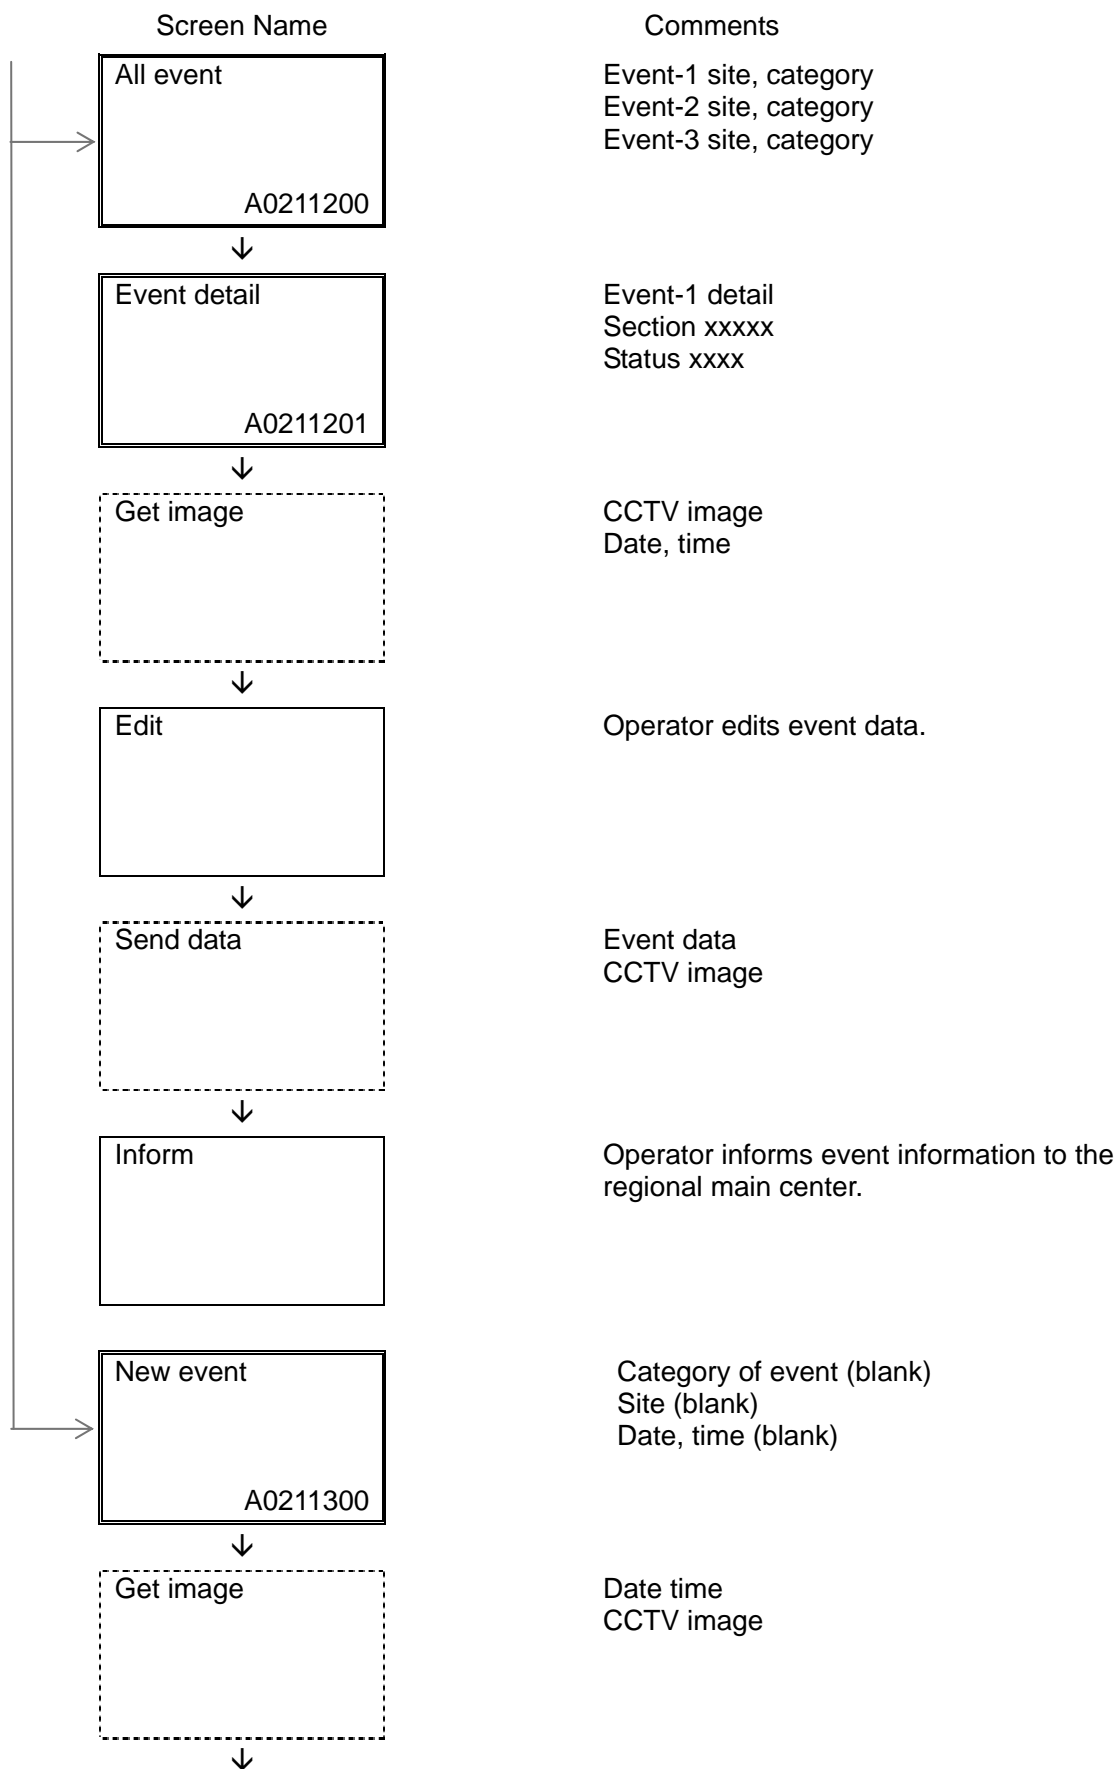 Screen Name Comments
All event Event-1 site, category
Event-2 site, category
Event-3 site, category
A0211200
Event detail Event-1 detail
Section xxxxx
Status xxxx
A0211201
Get image CCTV image
Date, time
Edit Operator edits event data.
Send data Event data
CCTV image
Inform Operator informs event information to the
regional main center.
New event Category of event (blank)
Site (blank)
Date, time (blank)
A0211300
Get image Date time
CCTV image